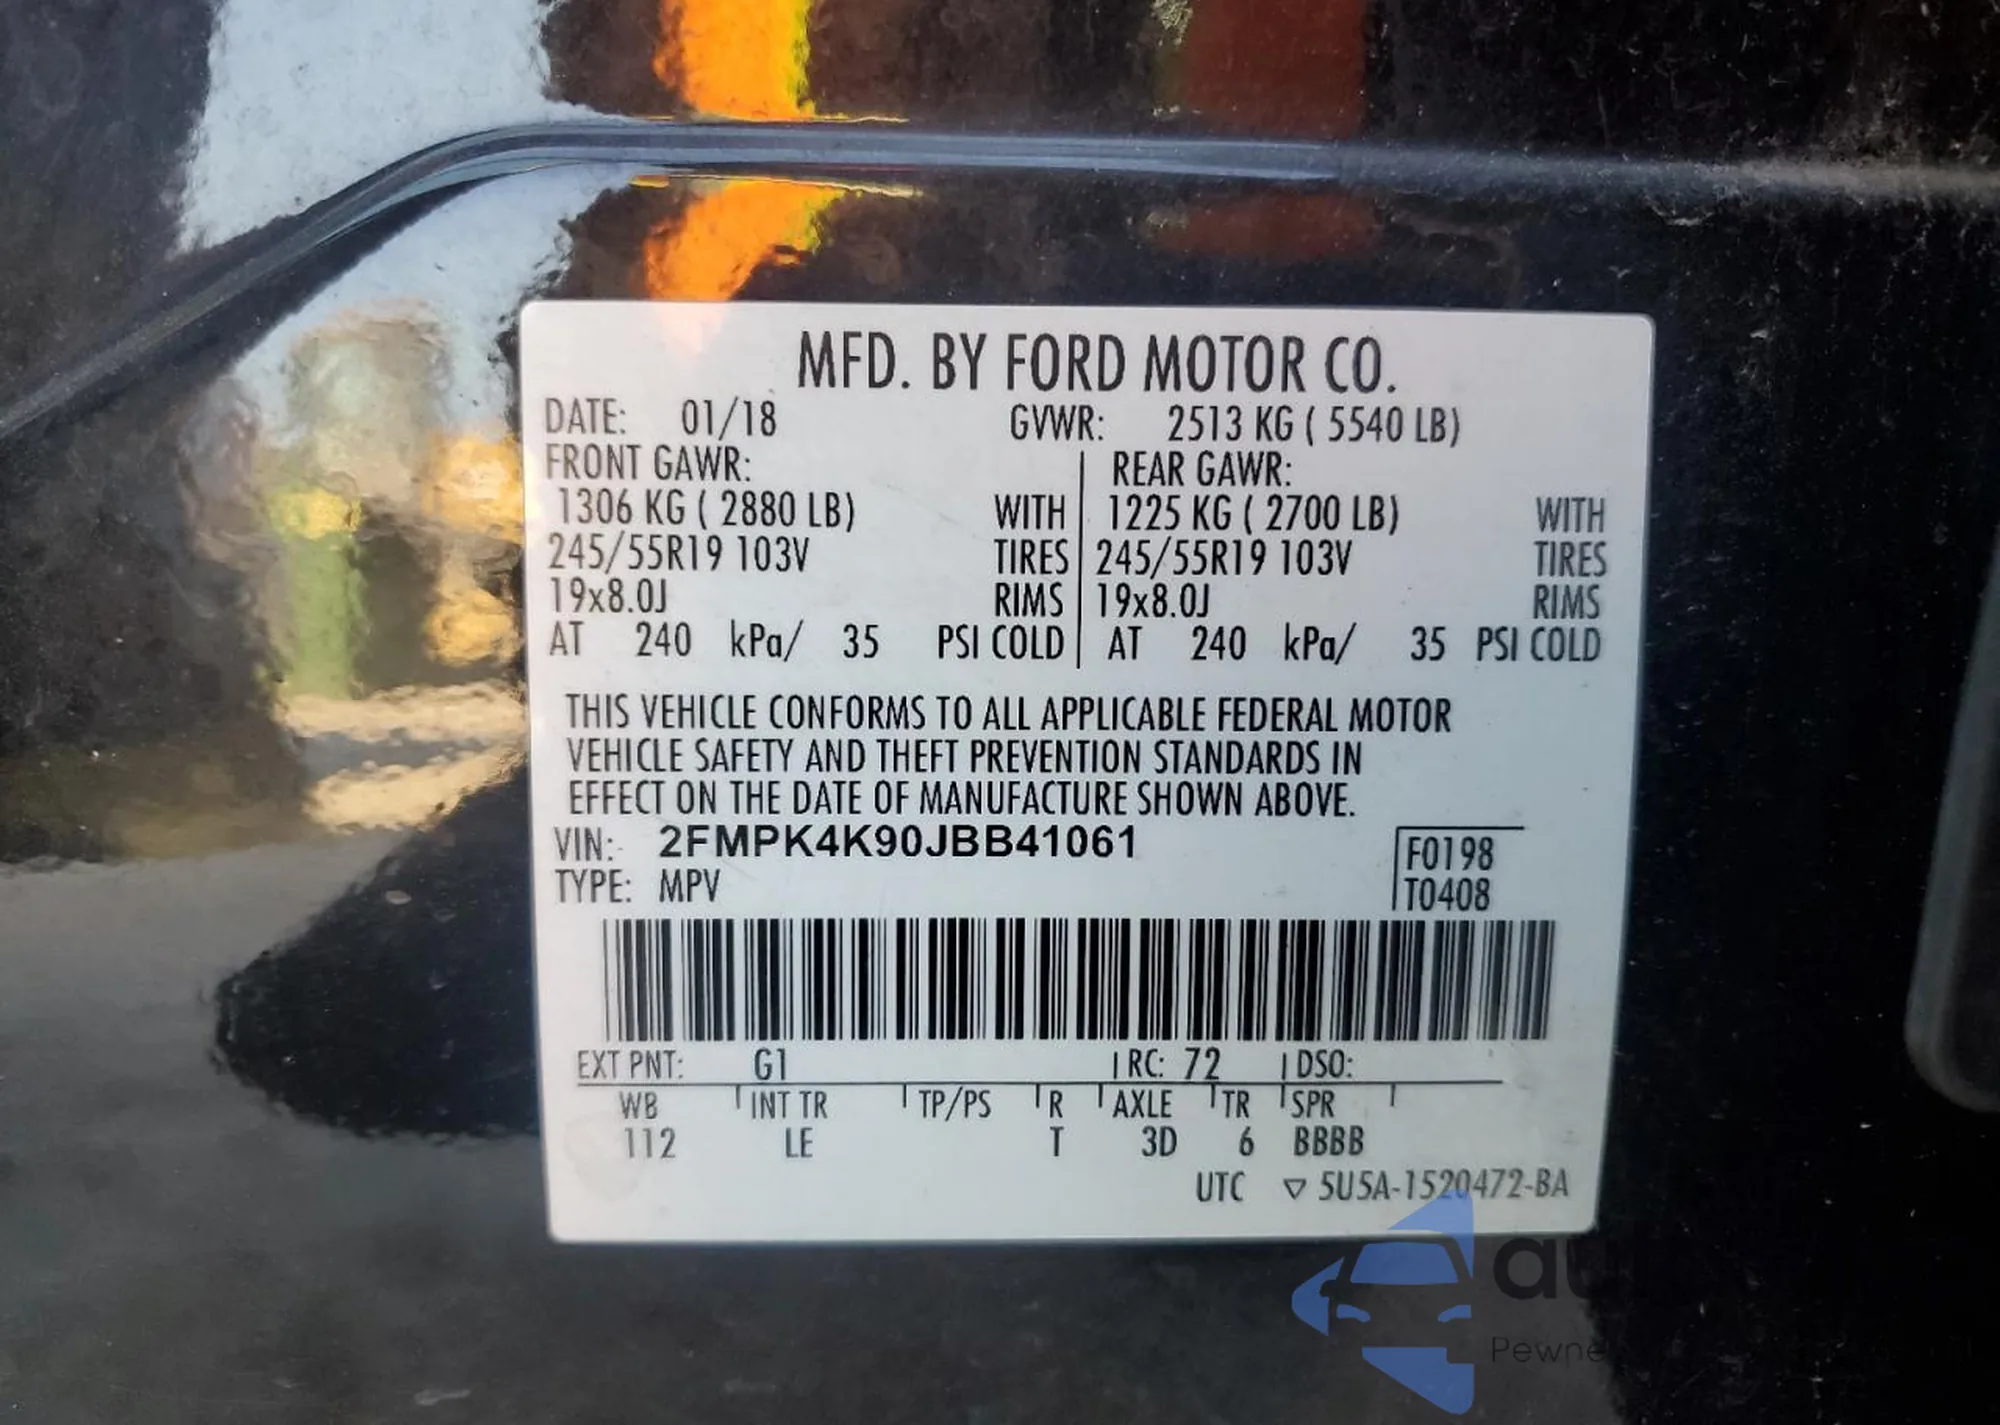 MFD. BY FORD MOTOR CO.
DATE: 01/18 GVWR: 2513 KG ( 5540 LB)
FRONT GAWR: REAR GAWR:
1306 KG ( 2880 LB) WITH 1225 KG ( 2700 LB) WITH
245/55R19 103V TIRES 245/55R19 103V TIRES
19x8.0J RIMS 19x8.0J RIMS
AT 240 kPa/ 35 PSI COLD AT 240 kPa/ 35 PSI COLD
THIS VEHICLE CONFORMS TO ALL APPLICABLE FEDERAL MOTOR
VEHICLE SAFETY AND THEFT PREVENTION STANDARDS IN
EFFECT ON THE DATE OF MANUFACTURE SHOWN ABOVE.
VIN: 2FMPK4K90JBB41061 F0198
TYPE: MPV T0408
EXT PNT: G1 RC: 72 DSO:
WB INT TR TP/PS R AXLE TR SPR
112 LE T 3D 6 BBBB
UTC ▽ 5U5A-1520472-BA